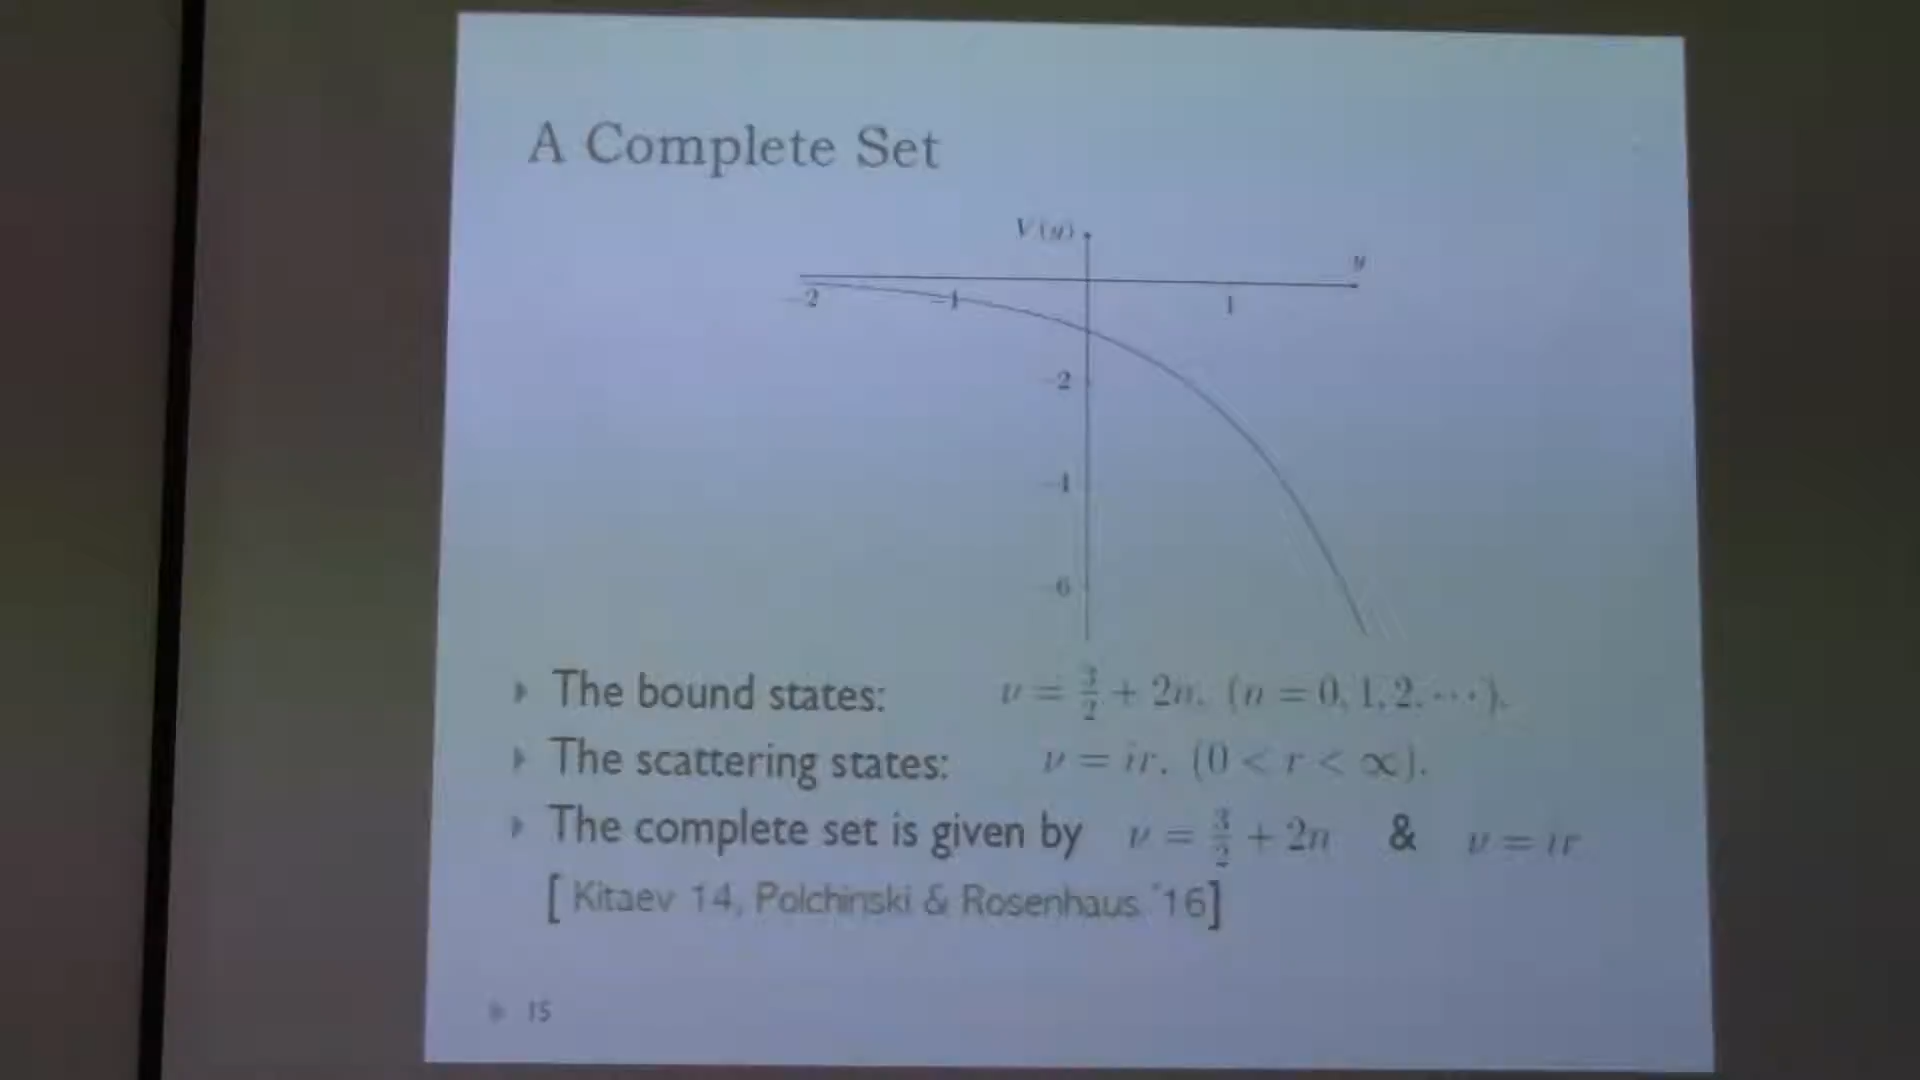 A Complete Set
V(y)
y
-2 -1 1
-2
-4
-6
The bound states: ν = 3/2 + 2n, (n = 0, 1, 2, ⋯).
The scattering states: ν = ir, (0 < r < ∞).
The complete set is given by ν = 3/2 + 2n & ν = ir
[ Kitaev 14, Polchinski & Rosenhaus '16]
15